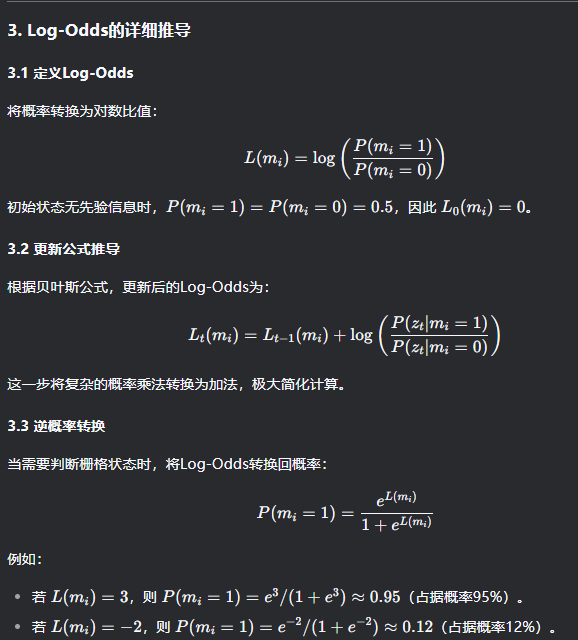 3. Log-Odds的详细推导
3.1 定义Log-Odds
将概率转换为对数比值：
L(m_i) = log ( P(m_i = 1) / P(m_i = 0) )
初始状态无先验信息时，P(m_i = 1) = P(m_i = 0) = 0.5，因此 L_0(m_i) = 0。
3.2 更新公式推导
根据贝叶斯公式，更新后的Log-Odds为：
L_t(m_i) = L_{t-1}(m_i) + log ( P(z_t|m_i = 1) / P(z_t|m_i = 0) )
这一步将复杂的概率乘法转换为加法，极大简化计算。
3.3 逆概率转换
当需要判断栅格状态时，将Log-Odds转换回概率：
P(m_i = 1) = e^{L(m_i)} / (1 + e^{L(m_i)})
例如：
• 若 L(m_i) = 3，则 P(m_i = 1) = e^3/(1 + e^3) ≈ 0.95（占据概率95%）。
• 若 L(m_i) = −2，则 P(m_i = 1) = e^{−2}/(1 + e^{−2}) ≈ 0.12（占据概率12%）。